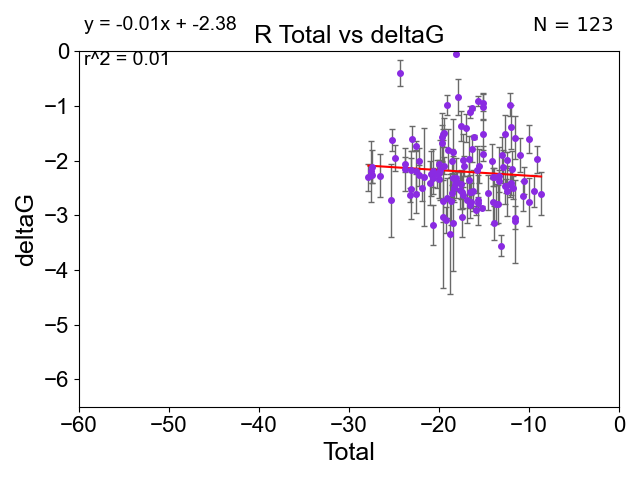 y = -0.01x + -2.38
R Total vs deltaG
N = 123
r^2 = 0.01
0
−1
−2
−3
−4
−5
−6
deltaG
−60
−50
−40
−30
−20
−10
0
Total